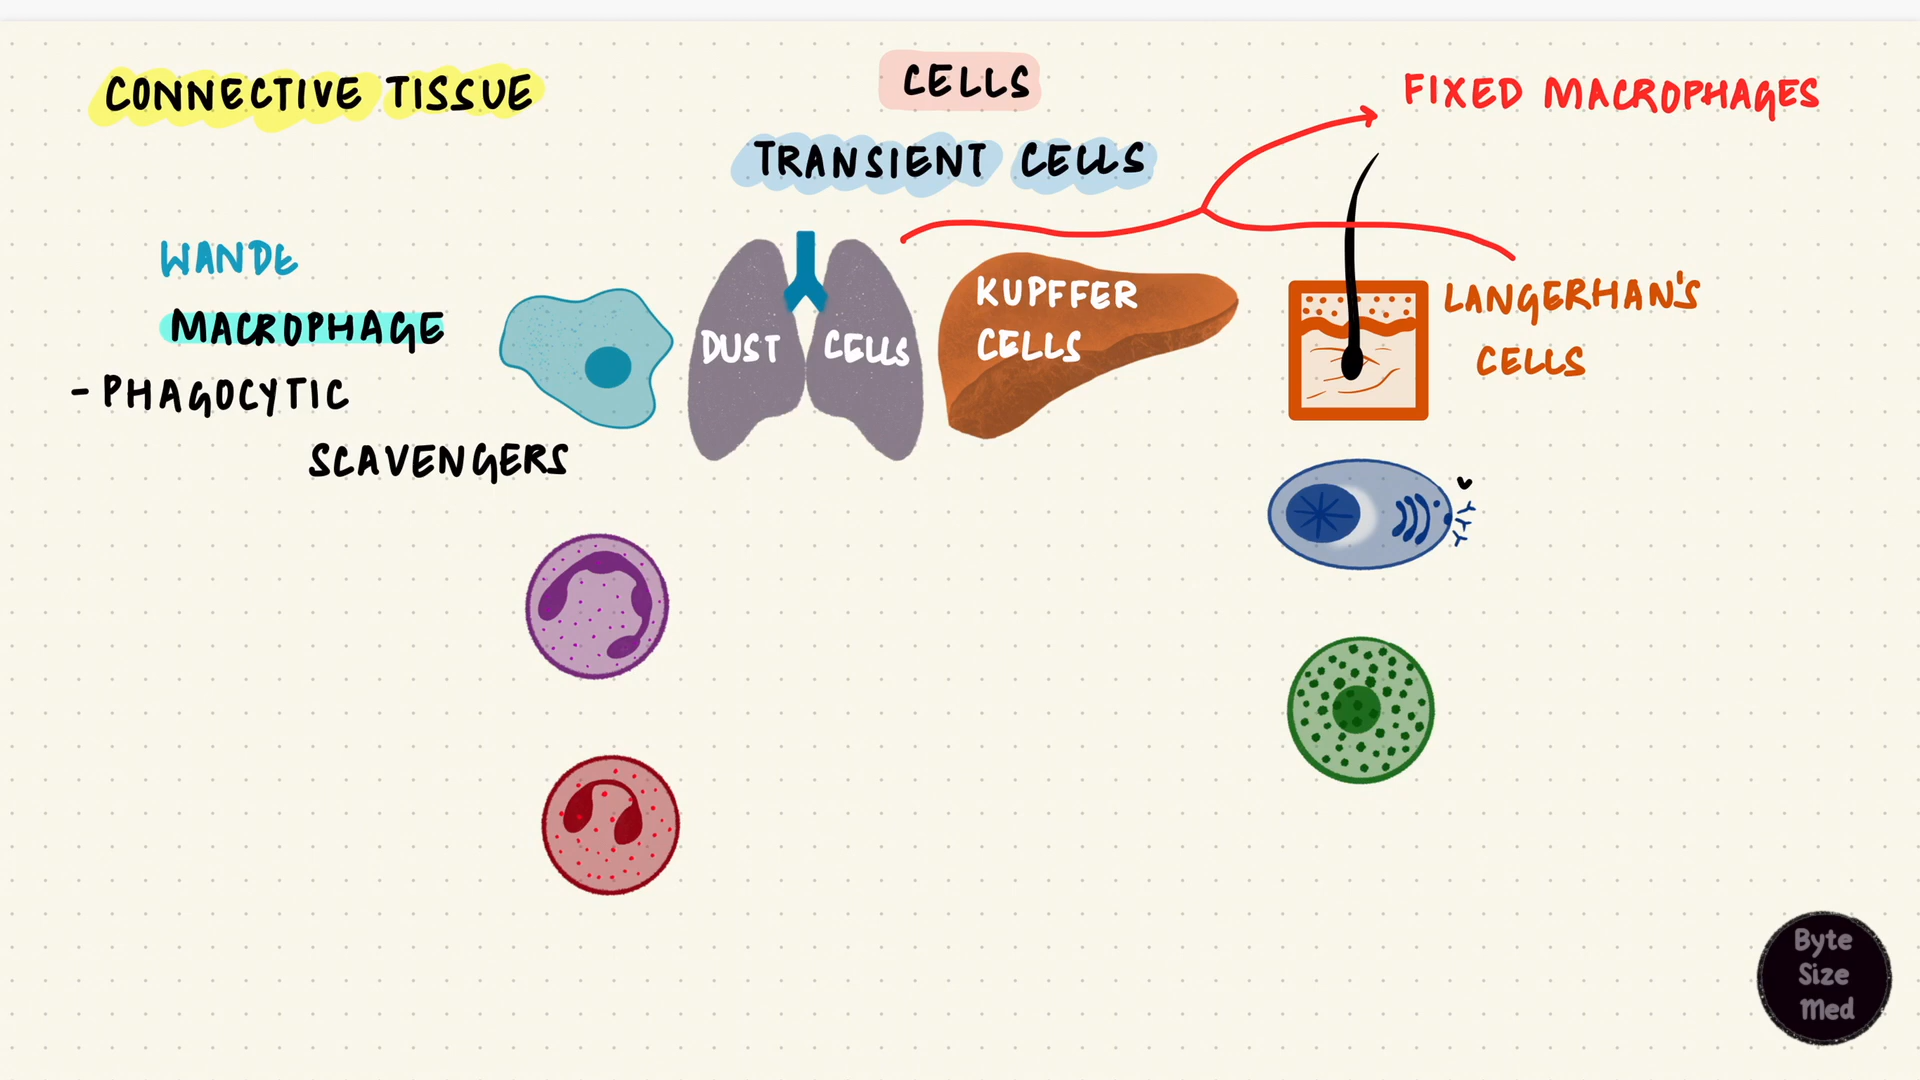 CONNECTIVE TISSUE
CELLS
TRANSIENT CELLS
FIXED MACROPHAGES
WANDE
MACROPHAGE
- PHAGOCYTIC
SCAVENGERS
DUST CELLS
KUPFFER
CELLS
LANGERHAN'S
CELLS
Byte
Size
Med